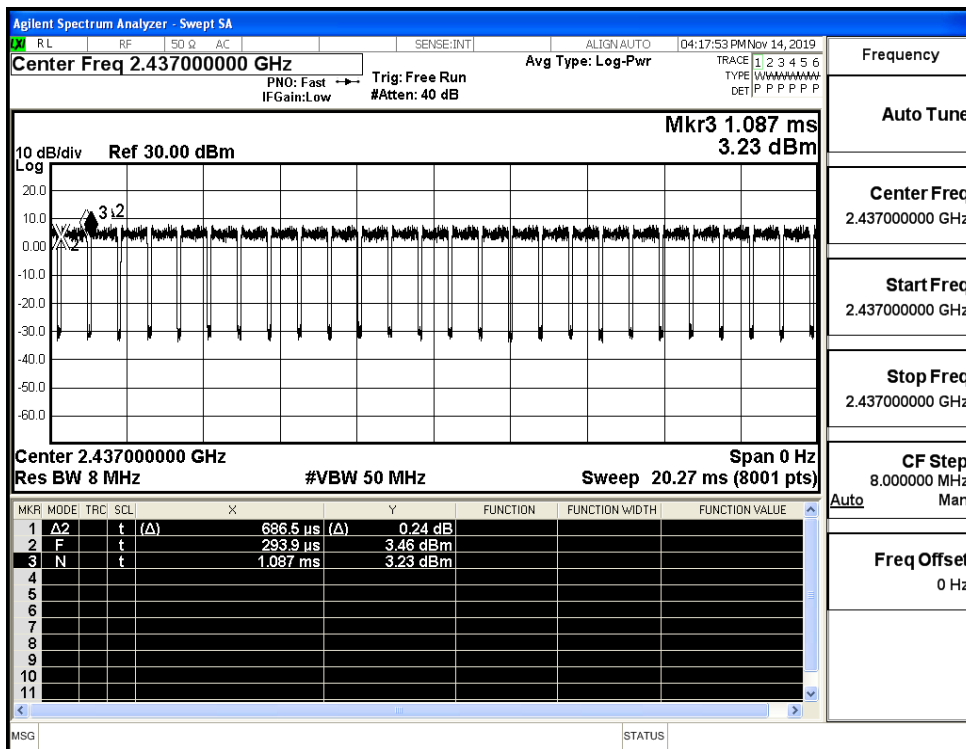 Agilent Spectrum Analyzer - Swept SA
LXI RL RF 50 Ω AC SENSE:INT ALIGN AUTO 04:17:53 PM Nov 14, 2019
Center Freq 2.437000000 GHz Avg Type: Log-Pwr TRACE 1 2 3 4 5 6
PNO: Fast Trig: Free Run TYPE WWWWWW
IFGain:Low #Atten: 40 dB DET P P P P P P
Mkr3 1.087 ms
10 dB/div Ref 30.00 dBm 3.23 dBm
Log
20.0
10.0
3 2
0.00
2
-10.0
-20.0
-30.0
-40.0
-50.0
-60.0
Center 2.437000000 GHz Span 0 Hz
Res BW 8 MHz #VBW 50 MHz Sweep 20.27 ms (8001 pts)
MKR MODE TRC SCL X Y FUNCTION FUNCTION WIDTH FUNCTION VALUE
1 Δ2 t (Δ) 686.5 µs (Δ) 0.24 dB
2 F t 293.9 µs 3.46 dBm
3 N t 1.087 ms 3.23 dBm
4
5
6
7
8
9
10
11
MSG STATUS
Frequency
Auto Tune
Center Freq
2.437000000 GHz
Start Freq
2.437000000 GHz
Stop Freq
2.437000000 GHz
CF Step
8.000000 MHz
Auto Man
Freq Offset
0 Hz